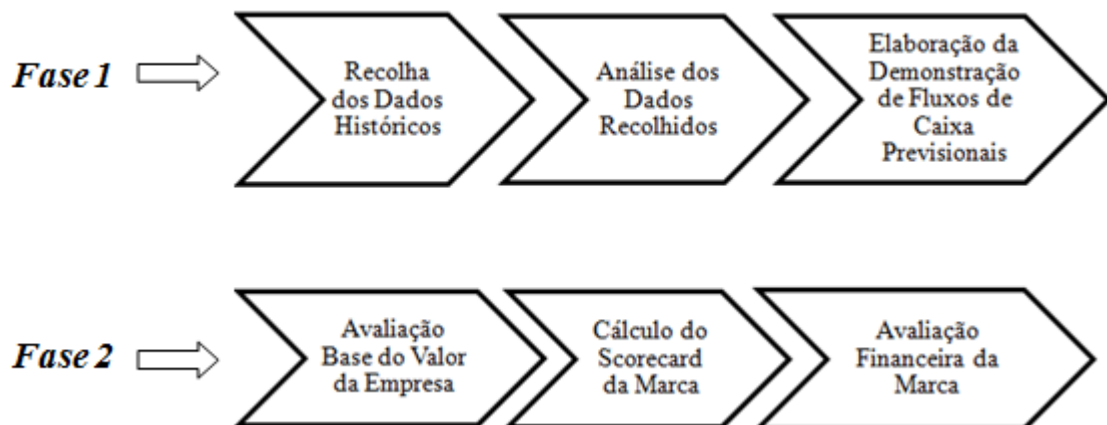 Fase 1
Recolha
dos Dados
Históricos
Análise dos
Dados
Recolhidos
Elaboração da
Demonstração
de Fluxos de
Caixa
Previsionais
Fase 2
Avaliação
Base do Valor
da Empresa
Cálculo do
Scorecard
da Marca
Avaliação
Financeira da
Marca